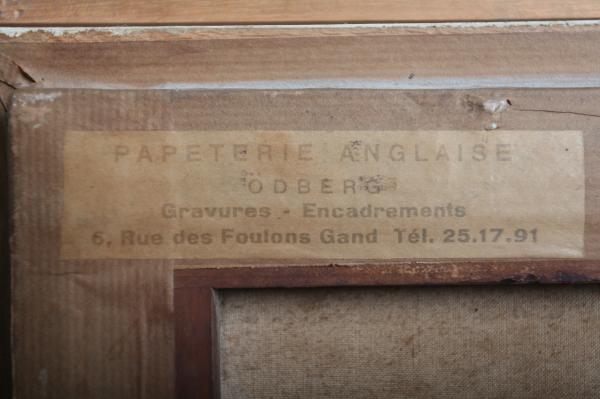 PAPETERIE ANGLAISE
ODBERG
Gravures - Encadrements
6, Rue des Foulons Gand Tél. 25.17.91